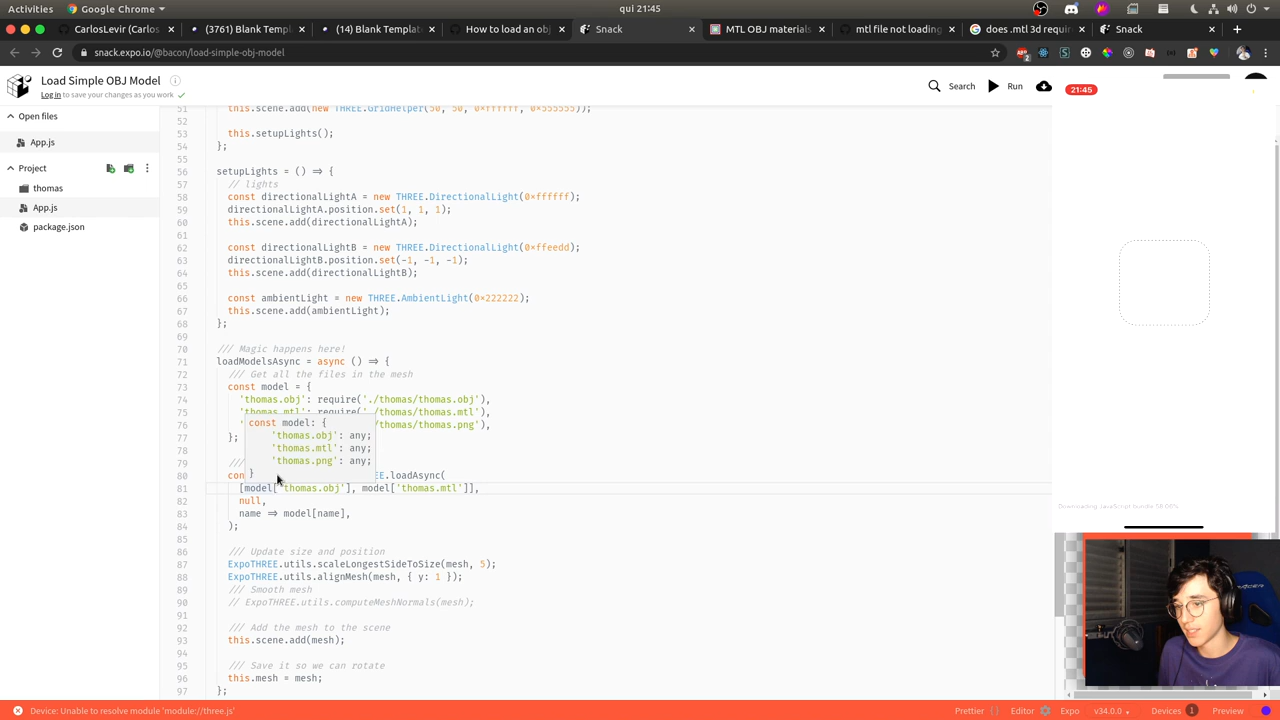 Activities
Google Chrome
qui 21:45
CarlosLevir (Carlos
(3761) Blank Templat
(14) Blank Templat
How to load an obj
Snack
MTL OBJ materials
mtl file not loading
does .mtl 3d require
Snack
snack.expo.io/@bacon/load-simple-obj-model
2
Load Simple OBJ Model
Log in to save your changes as you work
Search
Run
21:45
Open files
App.js
Project
thomas
App.js
package.json
51 this.scene.add(new THREE.GridHelper(50, 50, 0xffffff, 0x555555));
52
53 this.setupLights();
54 };
55
56 setupLights = () => {
57 // lights
58 const directionalLightA = new THREE.DirectionalLight(0xffffff);
59 directionalLightA.position.set(1, 1, 1);
60 this.scene.add(directionalLightA);
61
62 const directionalLightB = new THREE.DirectionalLight(0xffeedd);
63 directionalLightB.position.set(-1, -1, -1);
64 this.scene.add(directionalLightB);
65
66 const ambientLight = new THREE.AmbientLight(0x222222);
67 this.scene.add(ambientLight);
68 };
69
70 /// Magic happens here!
71 loadModelsAsync = async () => {
72 /// Get all the files in the mesh
73 const model = {
74 'thomas.obj': require('./thomas/thomas.obj'),
75 'thomas.mtl': require('./thomas/thomas.mtl'),
76 '/thomas/thomas.png'),
77 };
78
79 ///
80 con EE.loadAsync(
81 [model['thomas.obj'], model['thomas.mtl']],
82 null,
83 name => model[name],
84 );
85
86 /// Update size and position
87 ExpoTHREE.utils.scaleLongestSideToSize(mesh, 5);
88 ExpoTHREE.utils.alignMesh(mesh, { y: 1 });
89 /// Smooth mesh
90 // ExpoTHREE.utils.computeMeshNormals(mesh);
91
92 /// Add the mesh to the scene
93 this.scene.add(mesh);
94
95 /// Save it so we can rotate
96 this.mesh = mesh;
97 };
const model: {
'thomas.obj': any;
'thomas.mtl': any;
'thomas.png': any;
}
Downloading JavaScript bundle
Device: Unable to resolve module 'module://three.js'
Prettier {}
Editor
Expo
v34.0.0
Devices 1
Preview